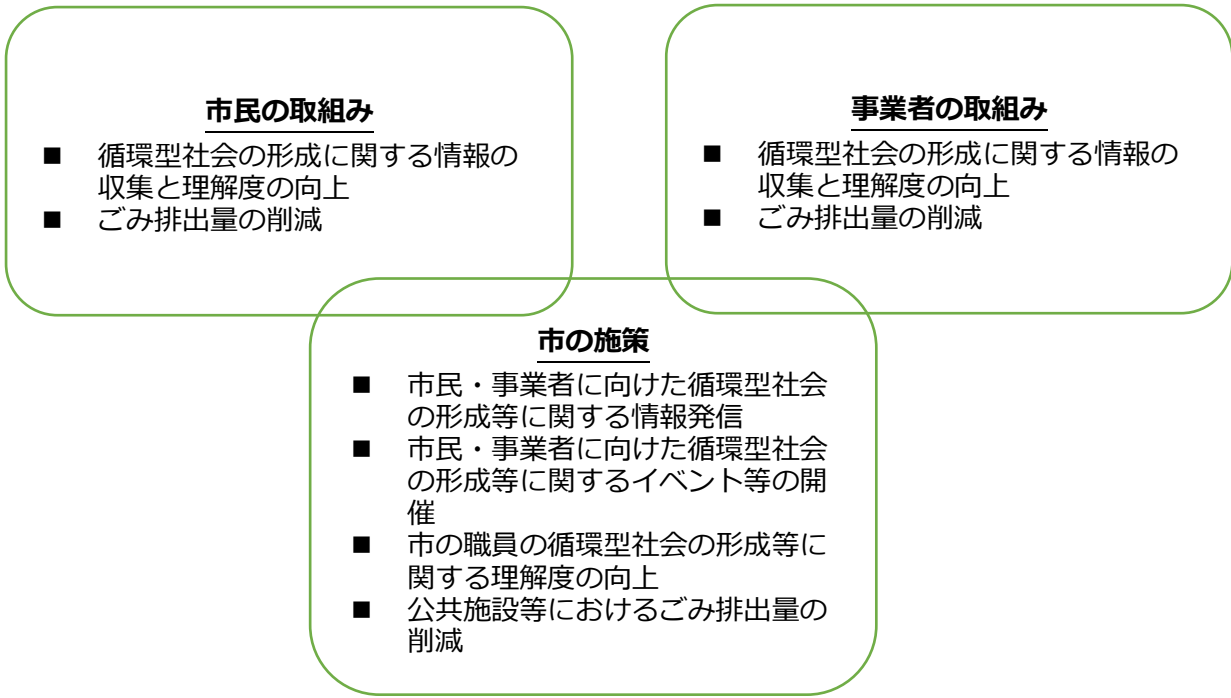 市民の取組み
■ 循環型社会の形成に関する情報の
収集と理解度の向上
■ ごみ排出量の削減
事業者の取組み
■ 循環型社会の形成に関する情報の
収集と理解度の向上
■ ごみ排出量の削減
市の施策
■ 市民・事業者に向けた循環型社会
の形成等に関する情報発信
■ 市民・事業者に向けた循環型社会
の形成等に関するイベント等の開
催
■ 市の職員の循環型社会の形成等に
関する理解度の向上
■ 公共施設等におけるごみ排出量の
削減